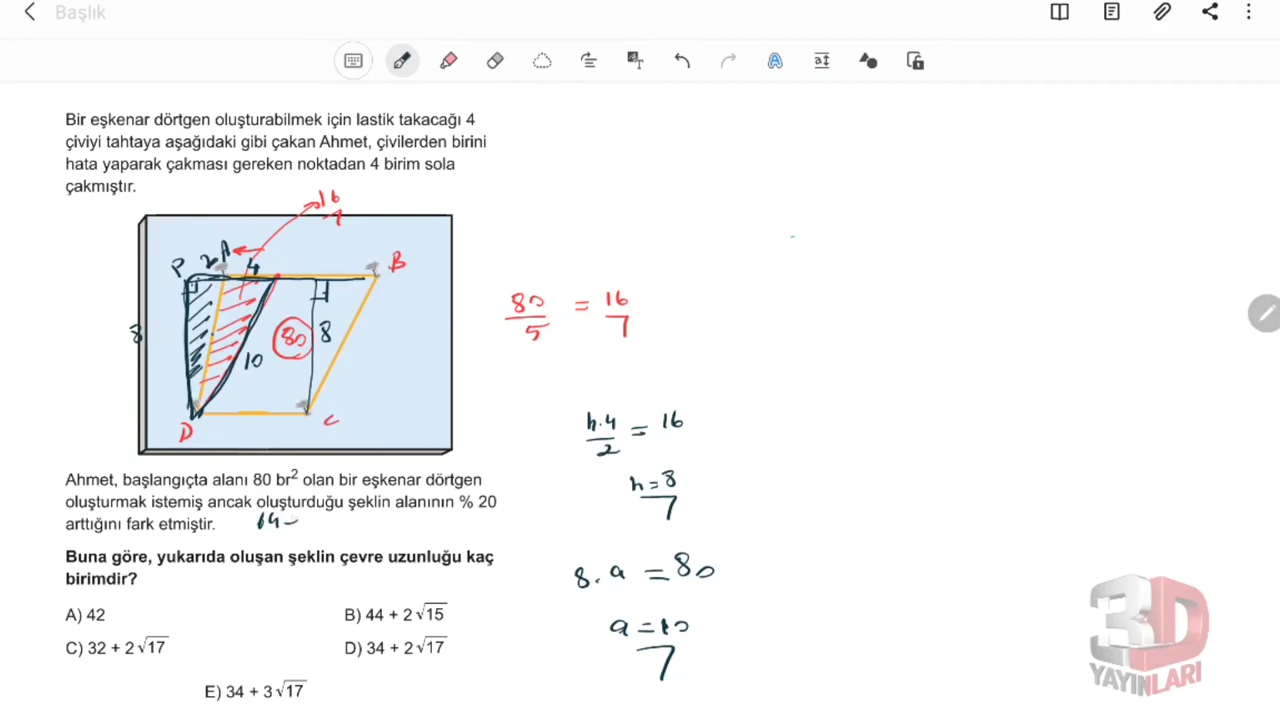 Başlık
Bir eşkenar dörtgen oluşturabilmek için lastik takacağı 4
çiviyi tahtaya aşağıdaki gibi çakan Ahmet, çivilerden birini
hata yaparak çakması gereken noktadan 4 birim sola
çakmıştır.
16
P 2 A 4 B
8 10 80 8
D C
80/5 = 16
h.4/2 = 16
h = 8
8.a = 80
a = 10
Ahmet, başlangıçta alanı 80 br² olan bir eşkenar dörtgen
oluşturmak istemiş ancak oluşturduğu şeklin alanının % 20
arttığını fark etmiştir.
Buna göre, yukarıda oluşan şeklin çevre uzunluğu kaç
birimdir?
A) 42
B) 44 + 2√15
C) 32 + 2√17
D) 34 + 2√17
E) 34 + 3√17
3D
YAYINLARI